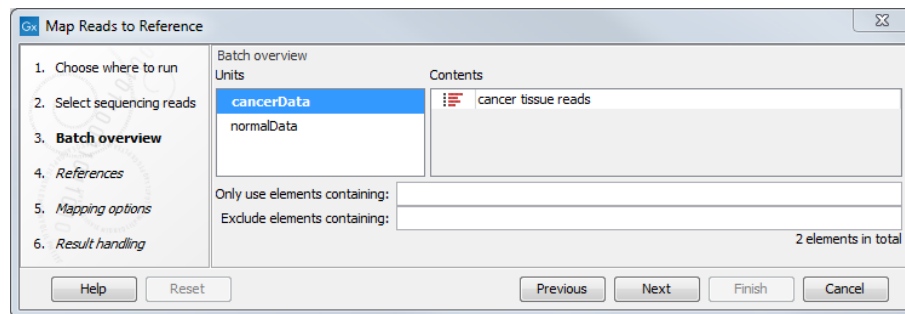 Gx Map Reads to Reference
1. Choose where to run
2. Select sequencing reads
3. Batch overview
4. References
5. Mapping options
6. Result handling
Batch overview
Units
cancerData
normalData
Contents
cancer tissue reads
Only use elements containing:
Exclude elements containing:
2 elements in total
Help Reset Previous Next Finish Cancel